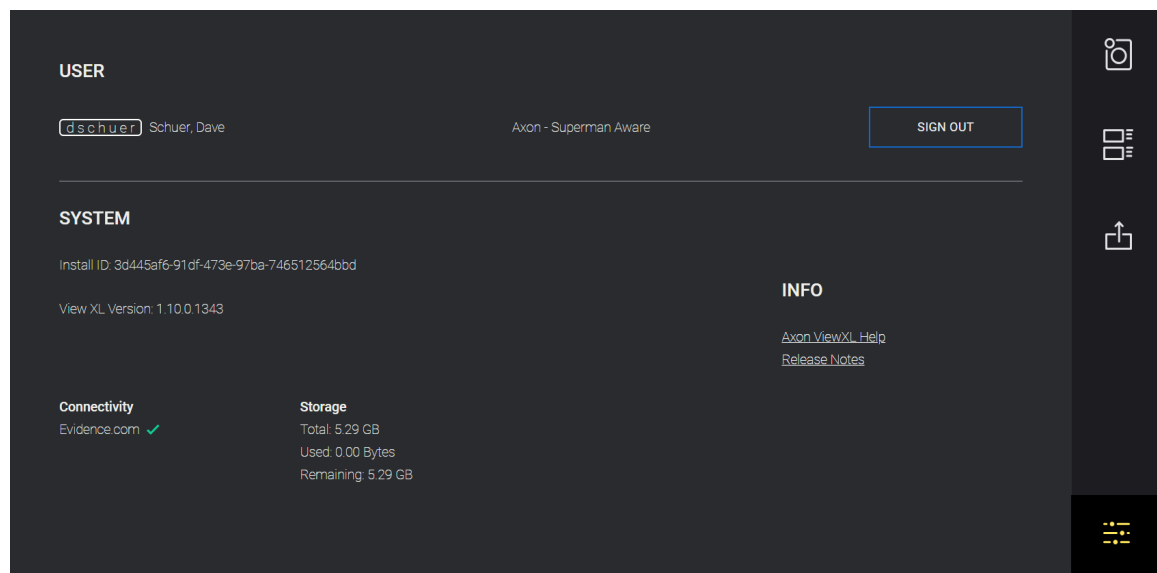 USER
dschuer Schuer, Dave
Axon - Superman Aware
SIGN OUT
SYSTEM
Install ID: 3d445af6-91df-473e-97ba-746512564bbd
View XL Version: 1.10.0.1343
INFO
Axon ViewXL Help
Release Notes
Connectivity
Evidence.com
Storage
Total: 5.29 GB
Used: 0.00 Bytes
Remaining: 5.29 GB